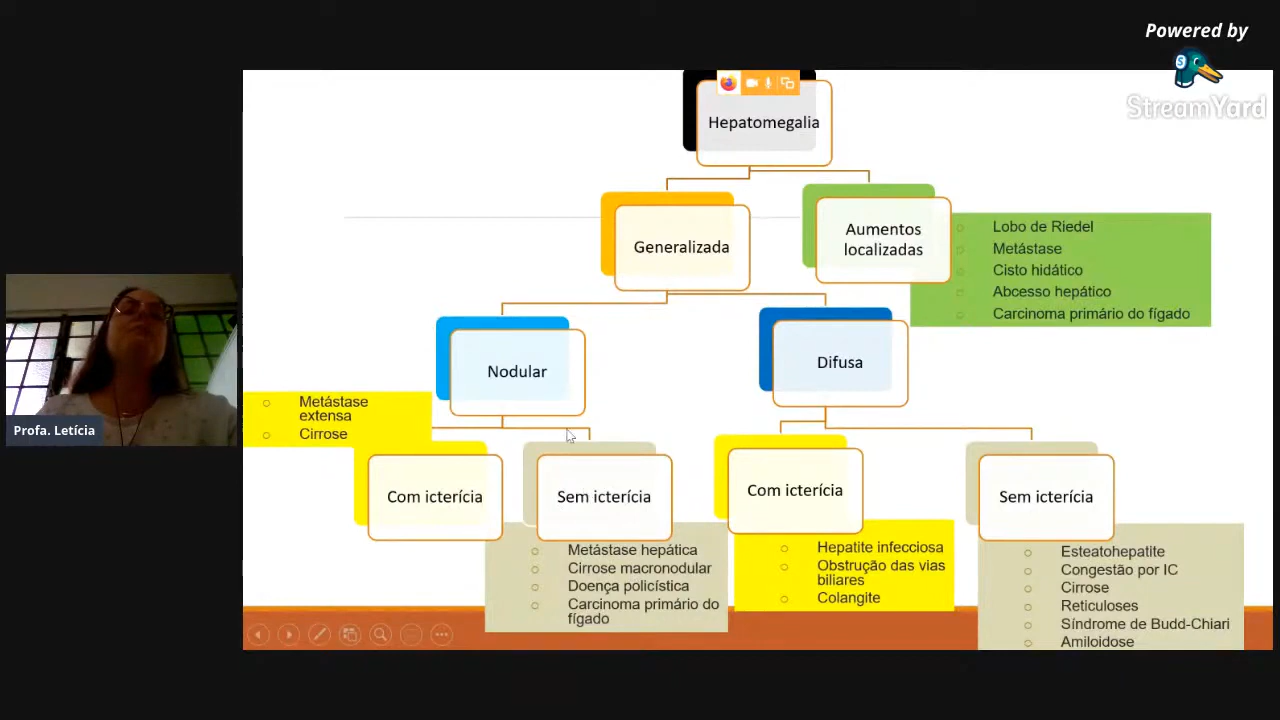 Powered by
StreamYard
Hepatomegalia
Generalizada
Aumentos
localizadas
Lobo de Riedel
Metástase
Cisto hidático
Abcesso hepático
Carcinoma primário do fígado
Nodular
Difusa
Metástase
extensa
Cirrose
Profa. Letícia
Com icterícia
Sem icterícia
Com icterícia
Sem icterícia
Metástase hepática
Cirrose macronodular
Doença policística
Carcinoma primário do
fígado
Hepatite infecciosa
Obstrução das vias
biliares
Colangite
Esteatohepatite
Congestão por IC
Cirrose
Reticuloses
Síndrome de Budd-Chiari
Amiloidose